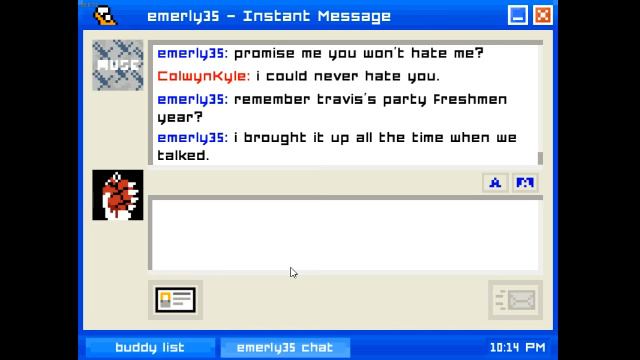 emerly35 - Instant Message
MUSE
emerly35: promise me you won't hate me?
ColwynKyle: i could never hate you.
emerly35: remember travis's party freshmen
year?
emerly35: i brought it up all the time when we
talked.
A
buddy list
emerly35 chat
10:14 PM